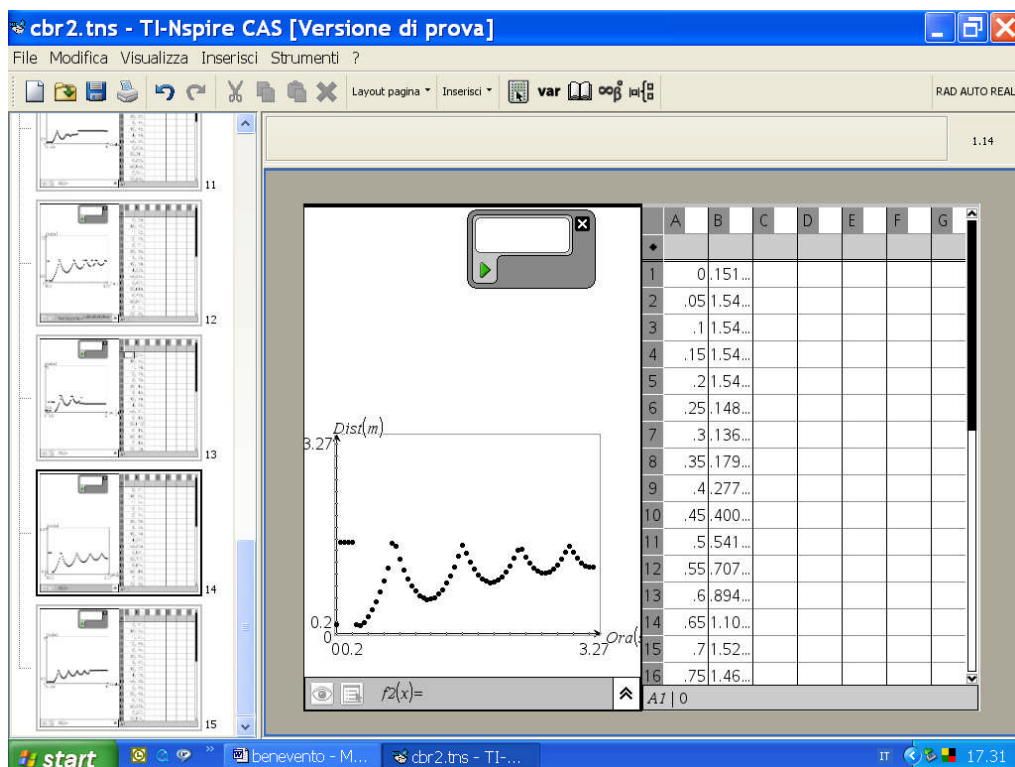 cbr2.tns - TI-Nspire CAS [Versione di prova]
File Modifica Visualizza Inserisci Strumenti ?
Layout pagina Inserisci var RAD AUTO REAL
1.14
11
12
13
14
15
Dist(m)
3.27
0.2
0
0 0.2
3.27
Ora(s
f2(x)=
A B C D E F G
1 0 .151...
2 .05 1.54...
3 .1 1.54...
4 .15 1.54...
5 .2 1.54...
6 .25 .148...
7 .3 .136...
8 .35 .179...
9 .4 .277...
10 .45 .400...
11 .5 .541...
12 .55 .707...
13 .6 .894...
14 .65 1.10...
15 .7 1.52...
16 .75 1.46...
A1 | 0
start benevento - M... cbr2.tns - TI-... IT 17.31